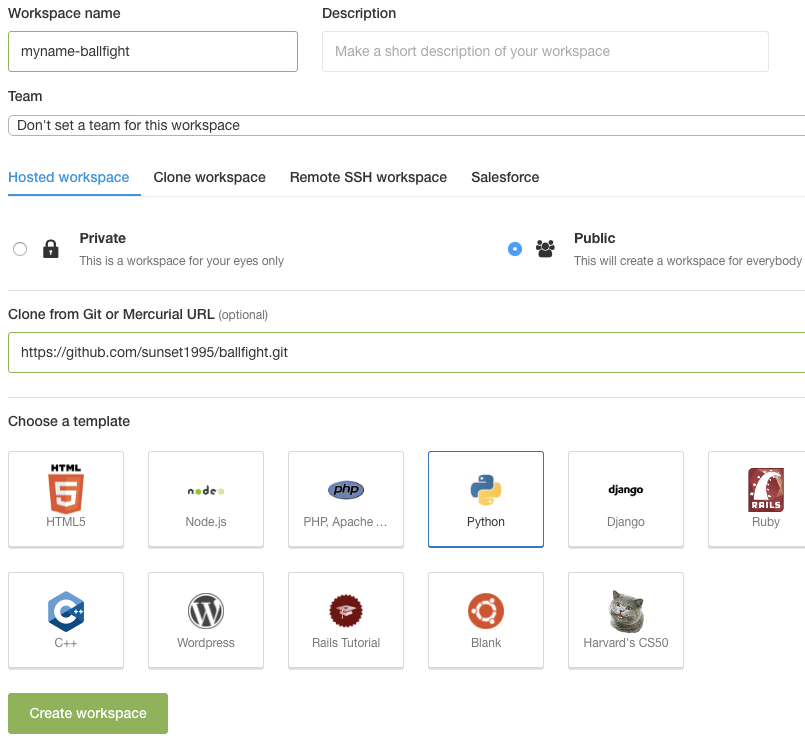 Workspace name
Description
myname-ballfight
Make a short description of your workspace
Team
Don't set a team for this workspace
Hosted workspace
Clone workspace
Remote SSH workspace
Salesforce
Private
This is a workspace for your eyes only
Public
This will create a workspace for everybody
Clone from Git or Mercurial URL (optional)
https://github.com/sunset1995/ballfight.git
Choose a template
HTML
5
HTML5
node
Node.js
php
PHP, Apache ...
Python
django
Django
RAILS
Ruby
C++
C++
W
Wordpress
Rails Tutorial
Blank
Harvard's CS50
Create workspace